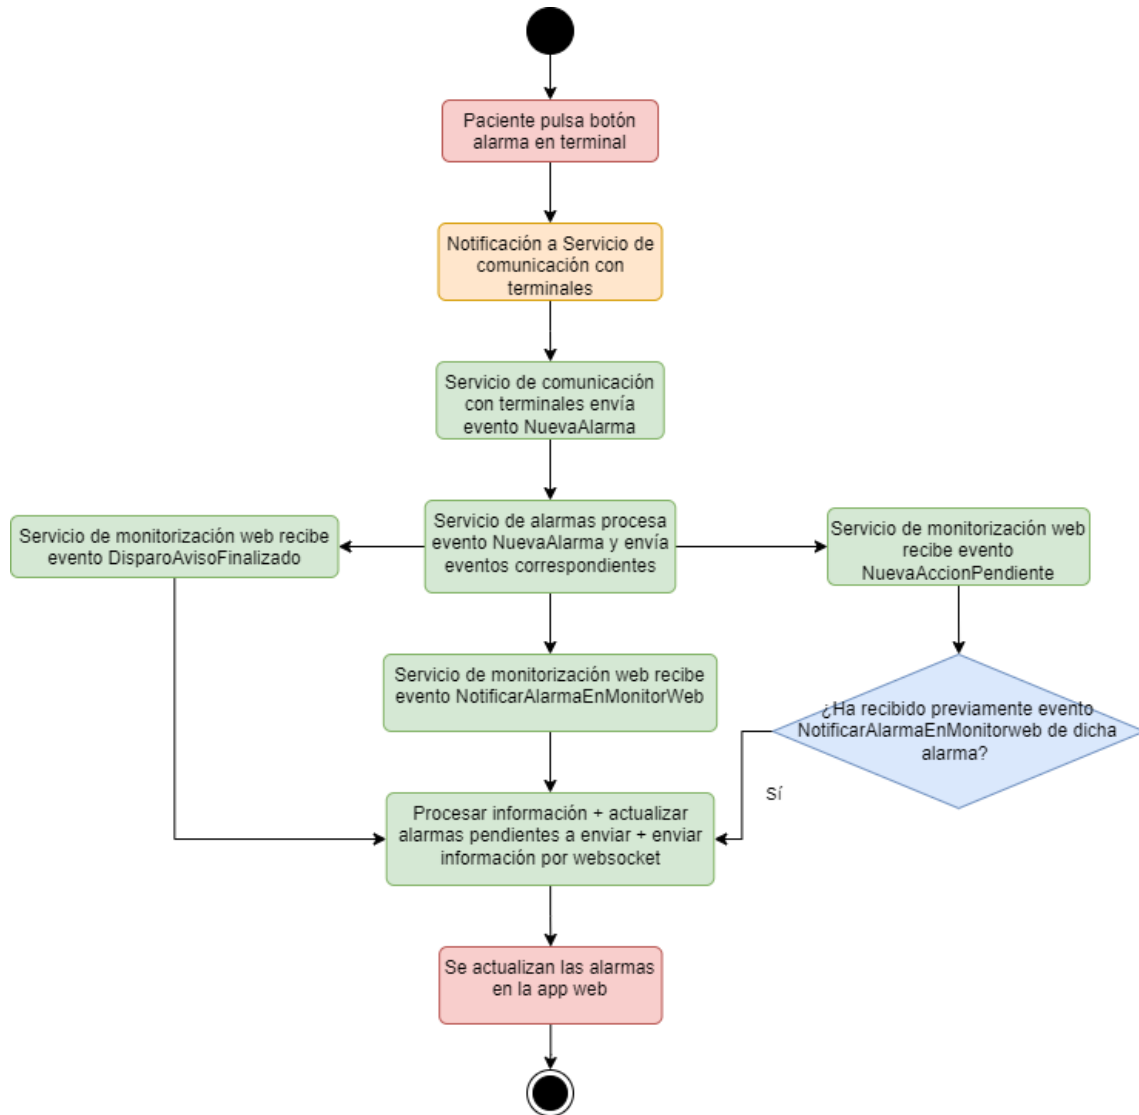 Paciente pulsa botón
alarma en terminal
Notificación a Servicio de
comunicación con
terminales
Servicio de comunicación
con terminales envía
evento NuevaAlarma
Servicio de monitorización web recibe
evento DisparoAvisoFinalizado
Servicio de alarmas procesa
evento NuevaAlarma y envía
eventos correspondientes
Servicio de monitorización web
recibe evento
NuevaAccionPendiente
Servicio de monitorización web recibe
evento NotificarAlarmaEnMonitorWeb
¿Ha recibido previamente evento
NotificarAlarmaEnMonitorweb de dicha
alarma?
Sí
Procesar información + actualizar
alarmas pendientes a enviar + enviar
información por websocket
Se actualizan las alarmas
en la app web